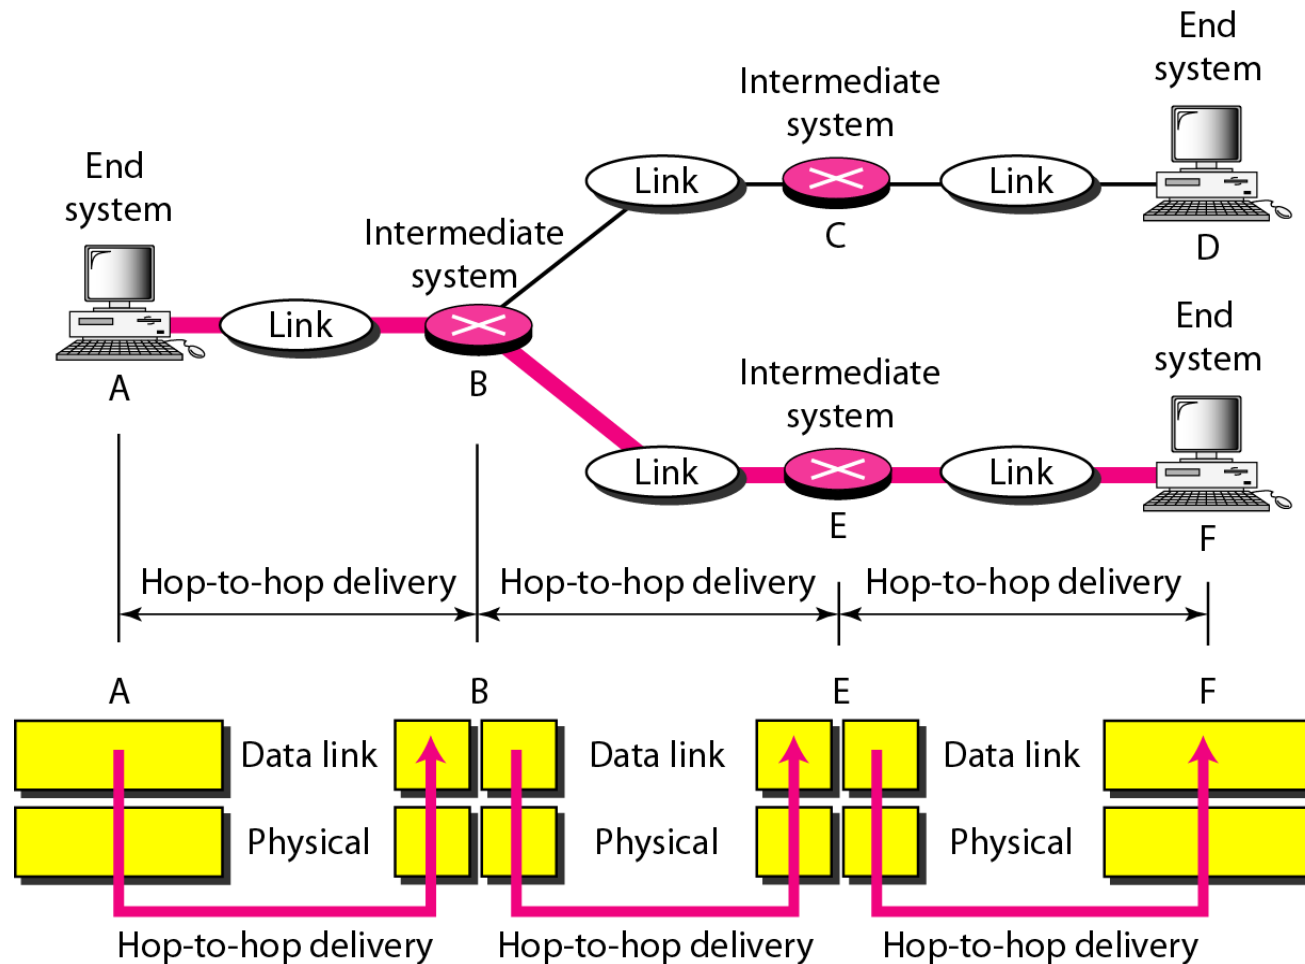 End
system
Intermediate
system
End
system
Link
Link
C
D
Intermediate
system
Link
A
B
End
system
Intermediate
system
Link
Link
E
F
Hop-to-hop delivery
Hop-to-hop delivery
Hop-to-hop delivery
A
B
E
F
Data link
Data link
Data link
Physical
Physical
Physical
Hop-to-hop delivery
Hop-to-hop delivery
Hop-to-hop delivery